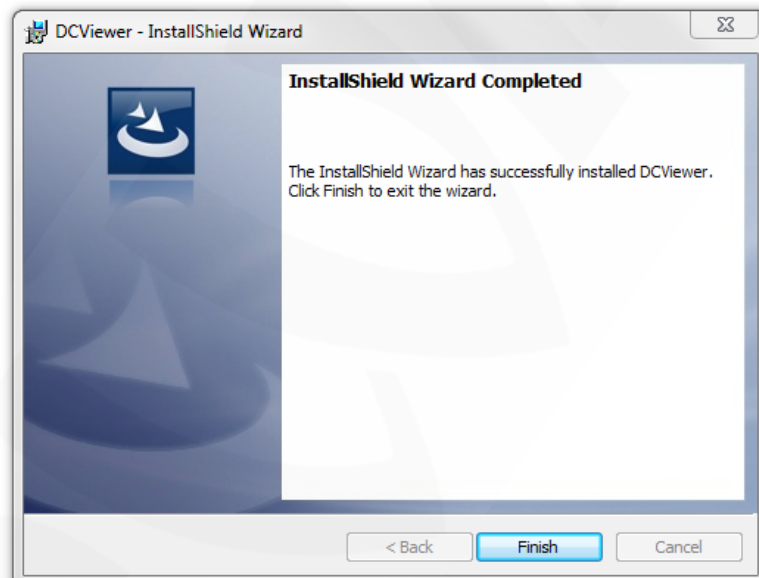 DCViewer - InstallShield Wizard
InstallShield Wizard Completed
The InstallShield Wizard has successfully installed DCViewer.
Click Finish to exit the wizard.
< Back
Finish
Cancel